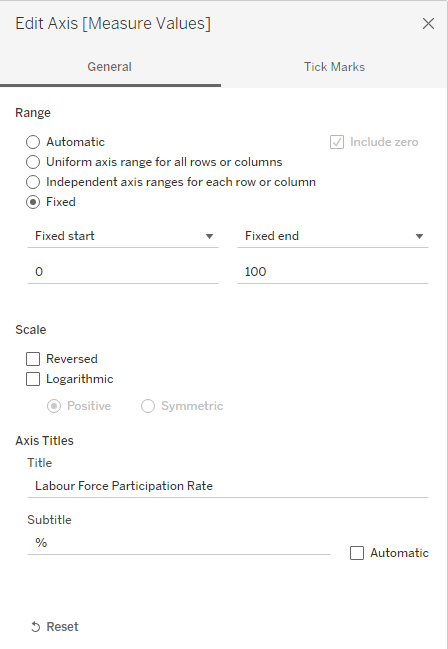 Edit Axis [Measure Values]
General
Tick Marks
Range
Automatic
Include zero
Uniform axis range for all rows or columns
Independent axis ranges for each row or column
Fixed
Fixed start
Fixed end
0
100
Scale
Reversed
Logarithmic
Positive
Symmetric
Axis Titles
Title
Labour Force Participation Rate
Subtitle
%
Automatic
Reset